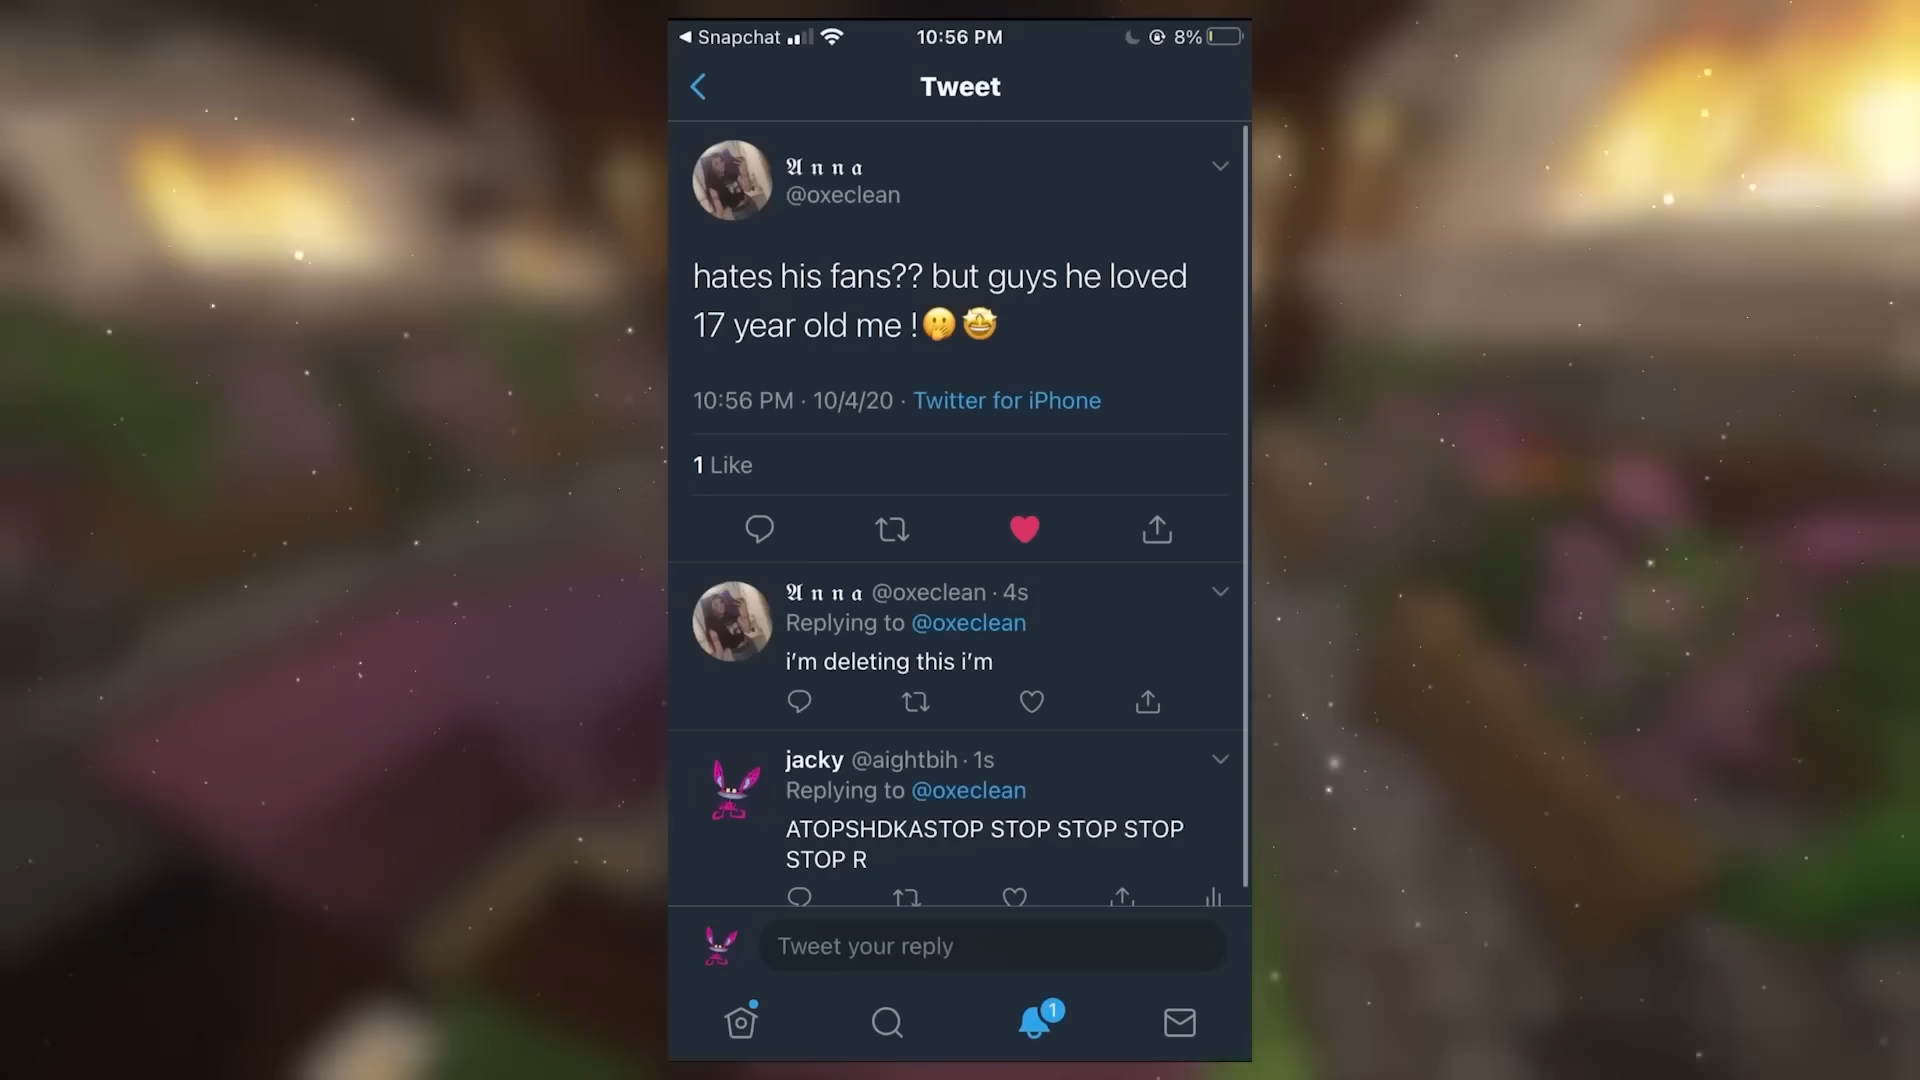 ◀ Snapchat 10:56 PM 8%
Tweet
𝕬 𝖓 𝖓 𝖆
@oxeclean
hates his fans?? but guys he loved
17 year old me !🤭🤩
10:56 PM · 10/4/20 · Twitter for iPhone
1 Like
𝕬 𝖓 𝖓 𝖆 @oxeclean · 4s
Replying to @oxeclean
i’m deleting this i’m
jacky @aightbih · 1s
Replying to @oxeclean
ATOPSHDKASTOP STOP STOP STOP
STOP R
Tweet your reply
1